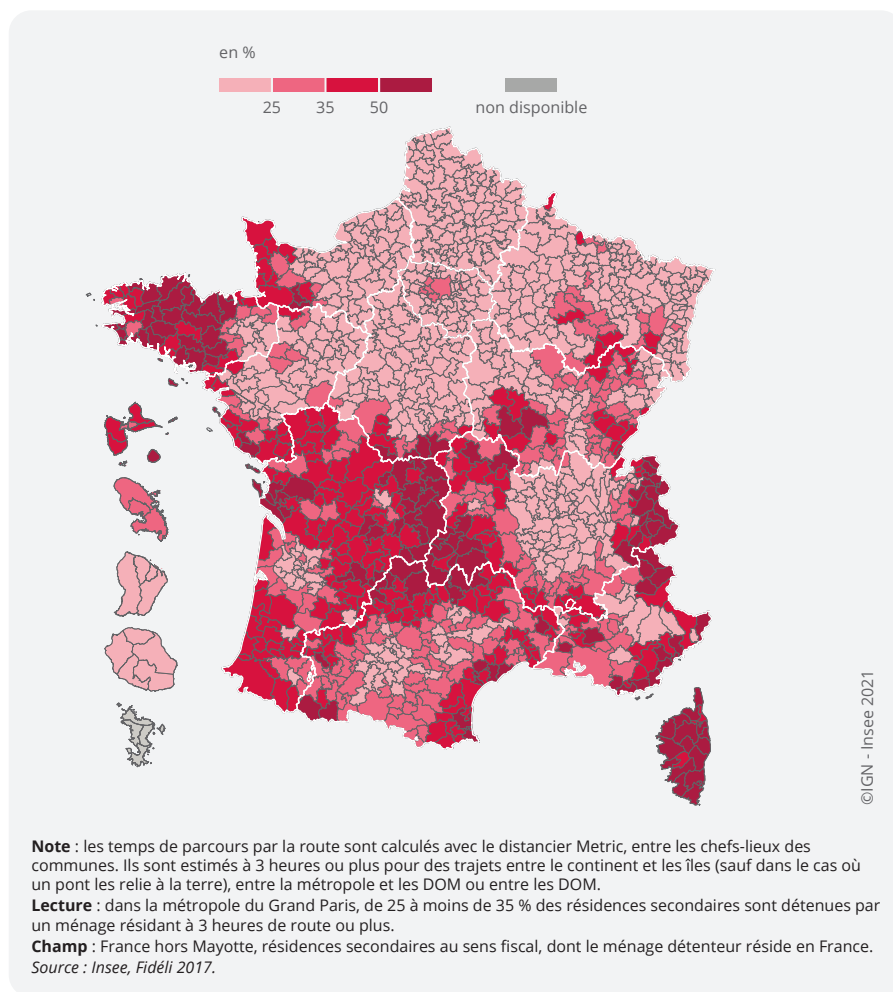 en %
25 35 50 non disponible
©IGN - Insee 2021
Note : les temps de parcours par la route sont calculés avec le distancier Metric, entre les chefs-lieux des
communes. Ils sont estimés à 3 heures ou plus pour des trajets entre le continent et les îles (sauf dans le cas où
un pont les relie à la terre), entre la métropole et les DOM ou entre les DOM.
Lecture : dans la métropole du Grand Paris, de 25 à moins de 35 % des résidences secondaires sont détenues par
un ménage résidant à 3 heures de route ou plus.
Champ : France hors Mayotte, résidences secondaires au sens fiscal, dont le ménage détenteur réside en France.
Source : Insee, Fidéli 2017.